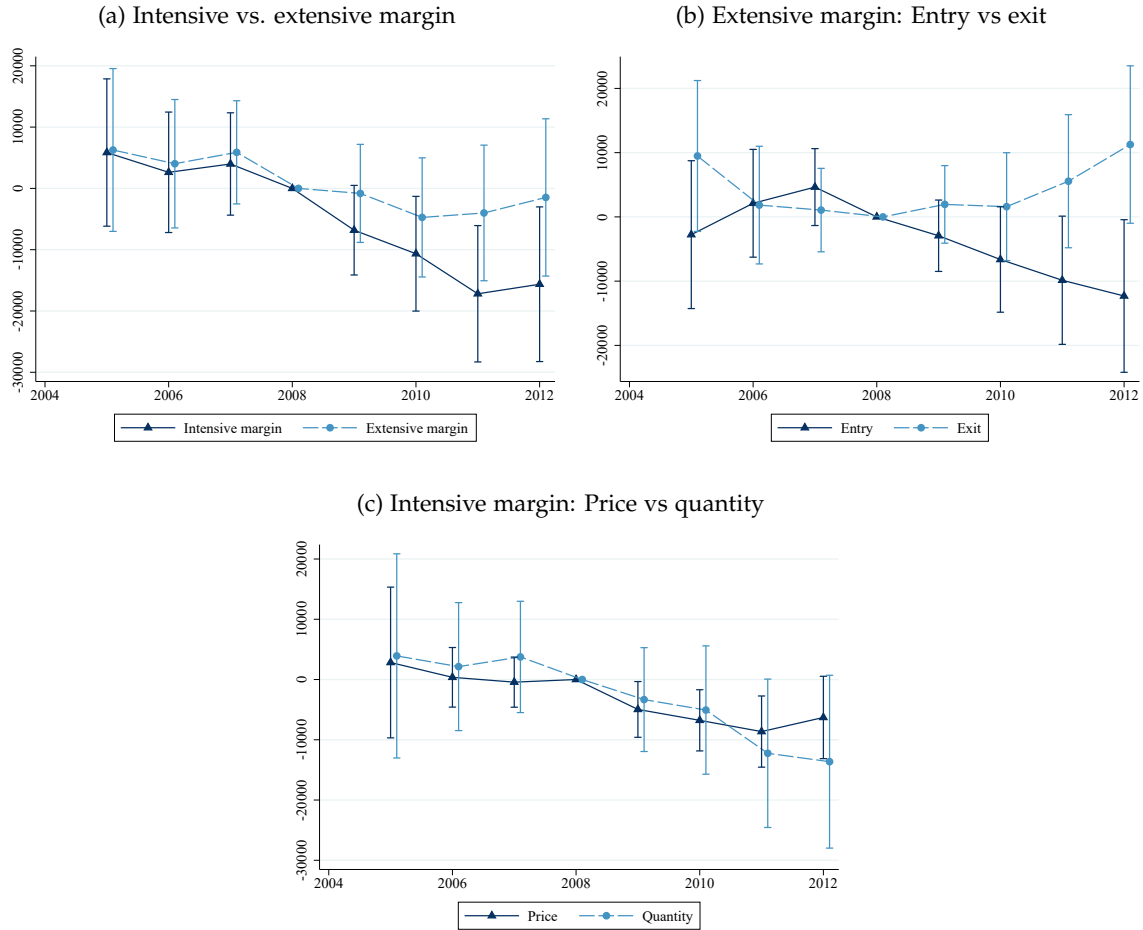 (a) Intensive vs. extensive margin
20000
10000
0
-10000
-20000
-30000
2004 2006 2008 2010 2012
Intensive margin Extensive margin
(b) Extensive margin: Entry vs exit
20000
10000
0
-10000
-20000
2004 2006 2008 2010 2012
Entry Exit
(c) Intensive margin: Price vs quantity
20000
10000
0
-10000
-20000
-30000
2004 2006 2008 2010 2012
Price Quantity